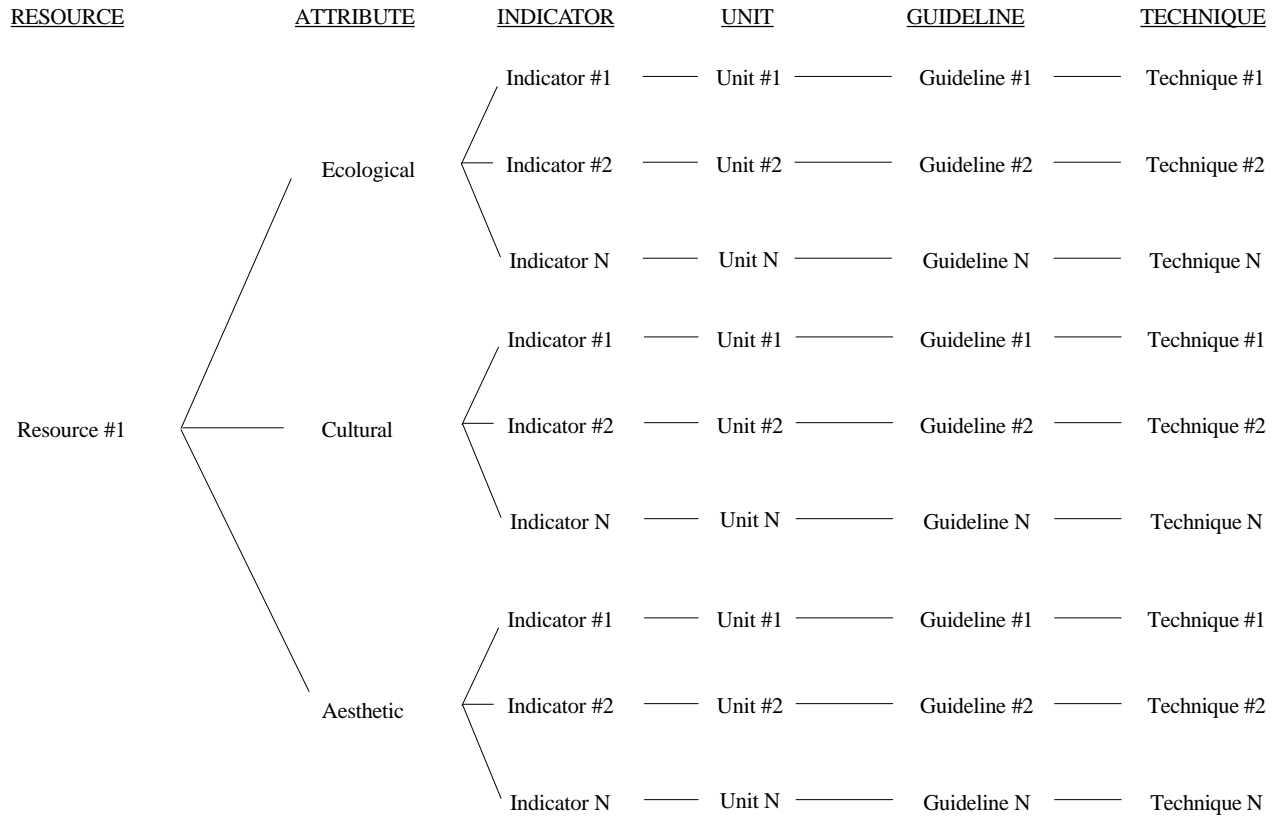 RESOURCE ATTRIBUTE INDICATOR UNIT GUIDELINE TECHNIQUE
Indicator #1 Unit #1 Guideline #1 Technique #1
Ecological Indicator #2 Unit #2 Guideline #2 Technique #2
Indicator N Unit N Guideline N Technique N
Indicator #1 Unit #1 Guideline #1 Technique #1
Resource #1 Cultural Indicator #2 Unit #2 Guideline #2 Technique #2
Indicator N Unit N Guideline N Technique N
Indicator #1 Unit #1 Guideline #1 Technique #1
Aesthetic Indicator #2 Unit #2 Guideline #2 Technique #2
Indicator N Unit N Guideline N Technique N